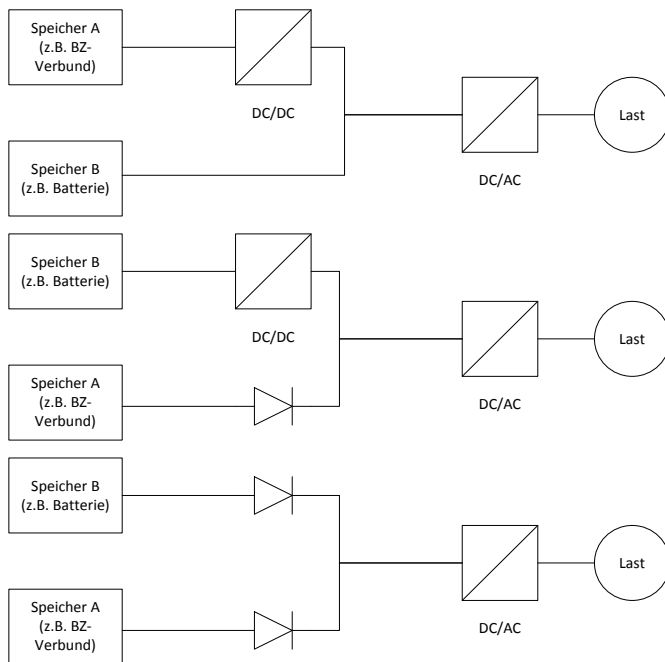 Speicher A
(z.B. BZ-
Verbund)
DC/DC
Last
DC/AC
Speicher B
(z.B. Batterie)
Speicher B
(z.B. Batterie)
DC/DC
Last
DC/AC
Speicher A
(z.B. BZ-
Verbund)
Speicher B
(z.B. Batterie)
Last
DC/AC
Speicher A
(z.B. BZ-
Verbund)